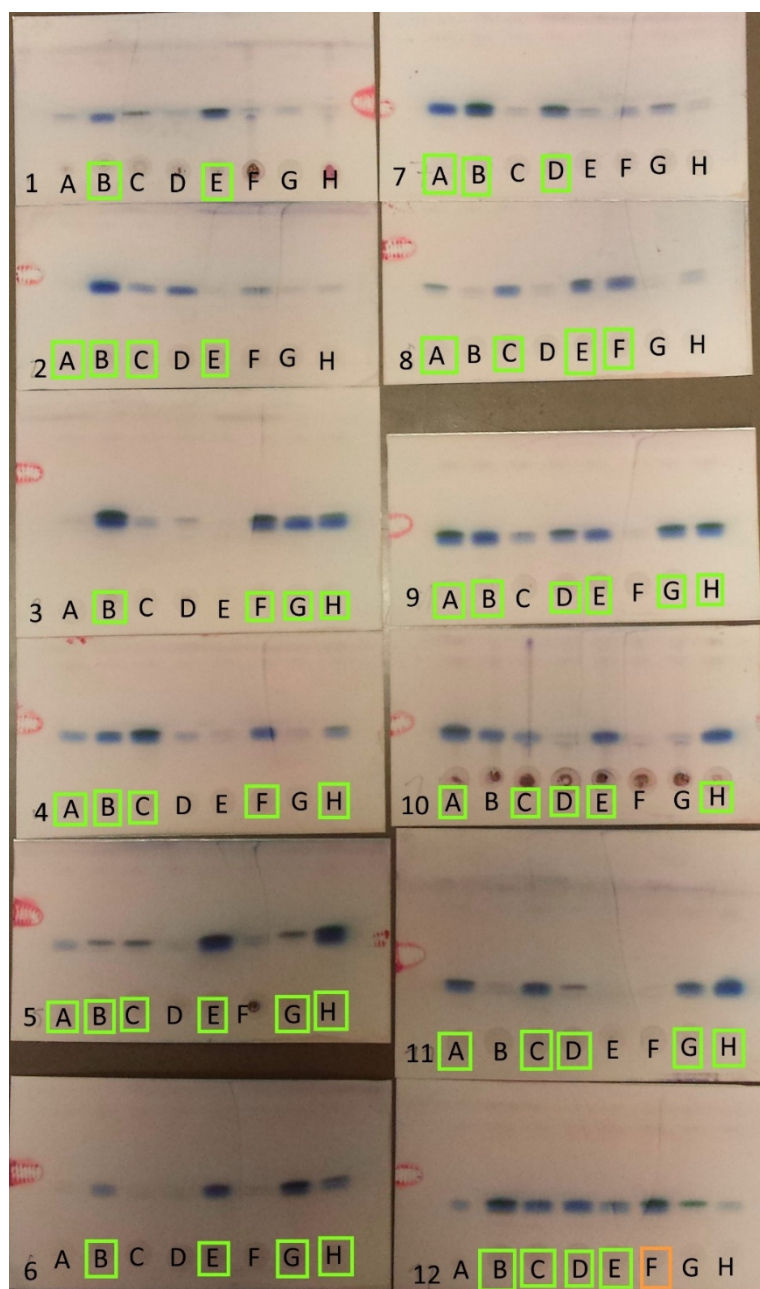 1 A B C D E F G H
2 A B C D E F G H
3 A B C D E F G H
4 A B C D E F G H
5 A B C D E F G H
6 A B C D E F G H
7 A B C D E F G H
8 A B C D E F G H
9 A B C D E F G H
10 A B C D E F G H
11 A B C D E F G H
12 A B C D E F G H